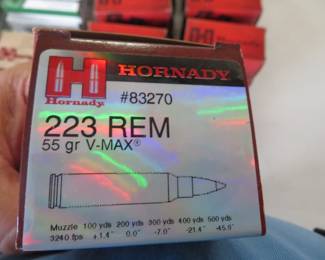 H HORNADY
Hornady
#83270
223 REM
55 gr V-MAX®
Muzzle 100 yds 200 yds 300 yds 400 yds 500 yds
3240 fps +1.4" 0.0" -7.0" -21.4" -45.9"